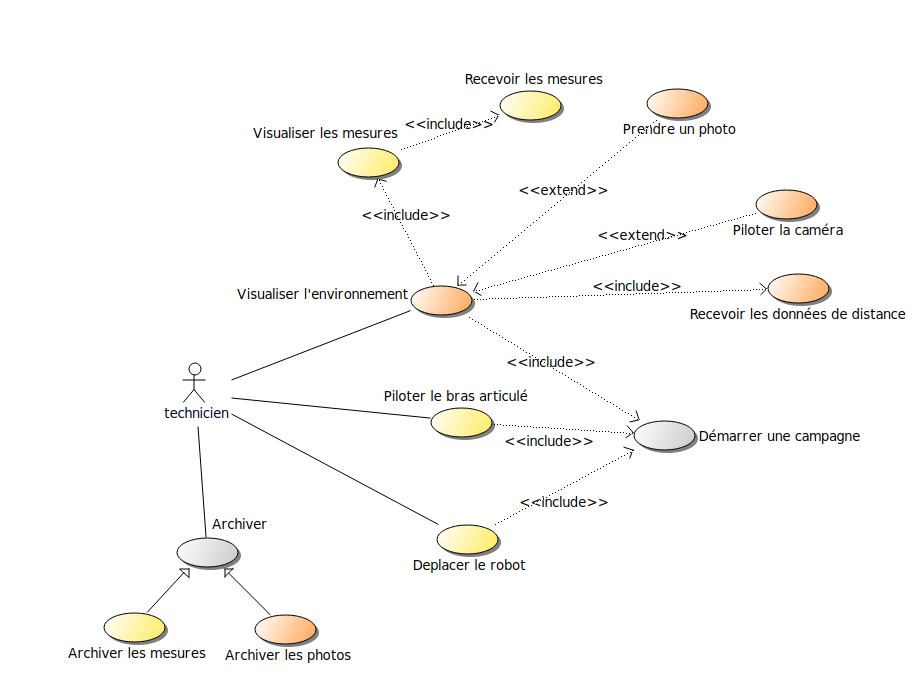 Recevoir les mesures
<<include>>
Prendre un photo
Visualiser les mesures
<<extend>>
<<include>>
Piloter la caméra
<<extend>>
<<include>>
Visualiser l'environnement
Recevoir les données de distance
<<include>>
Piloter le bras articulé
technicien
<<include>>
Démarrer une campagne
<<include>>
Archiver
Deplacer le robot
Archiver les mesures
Archiver les photos